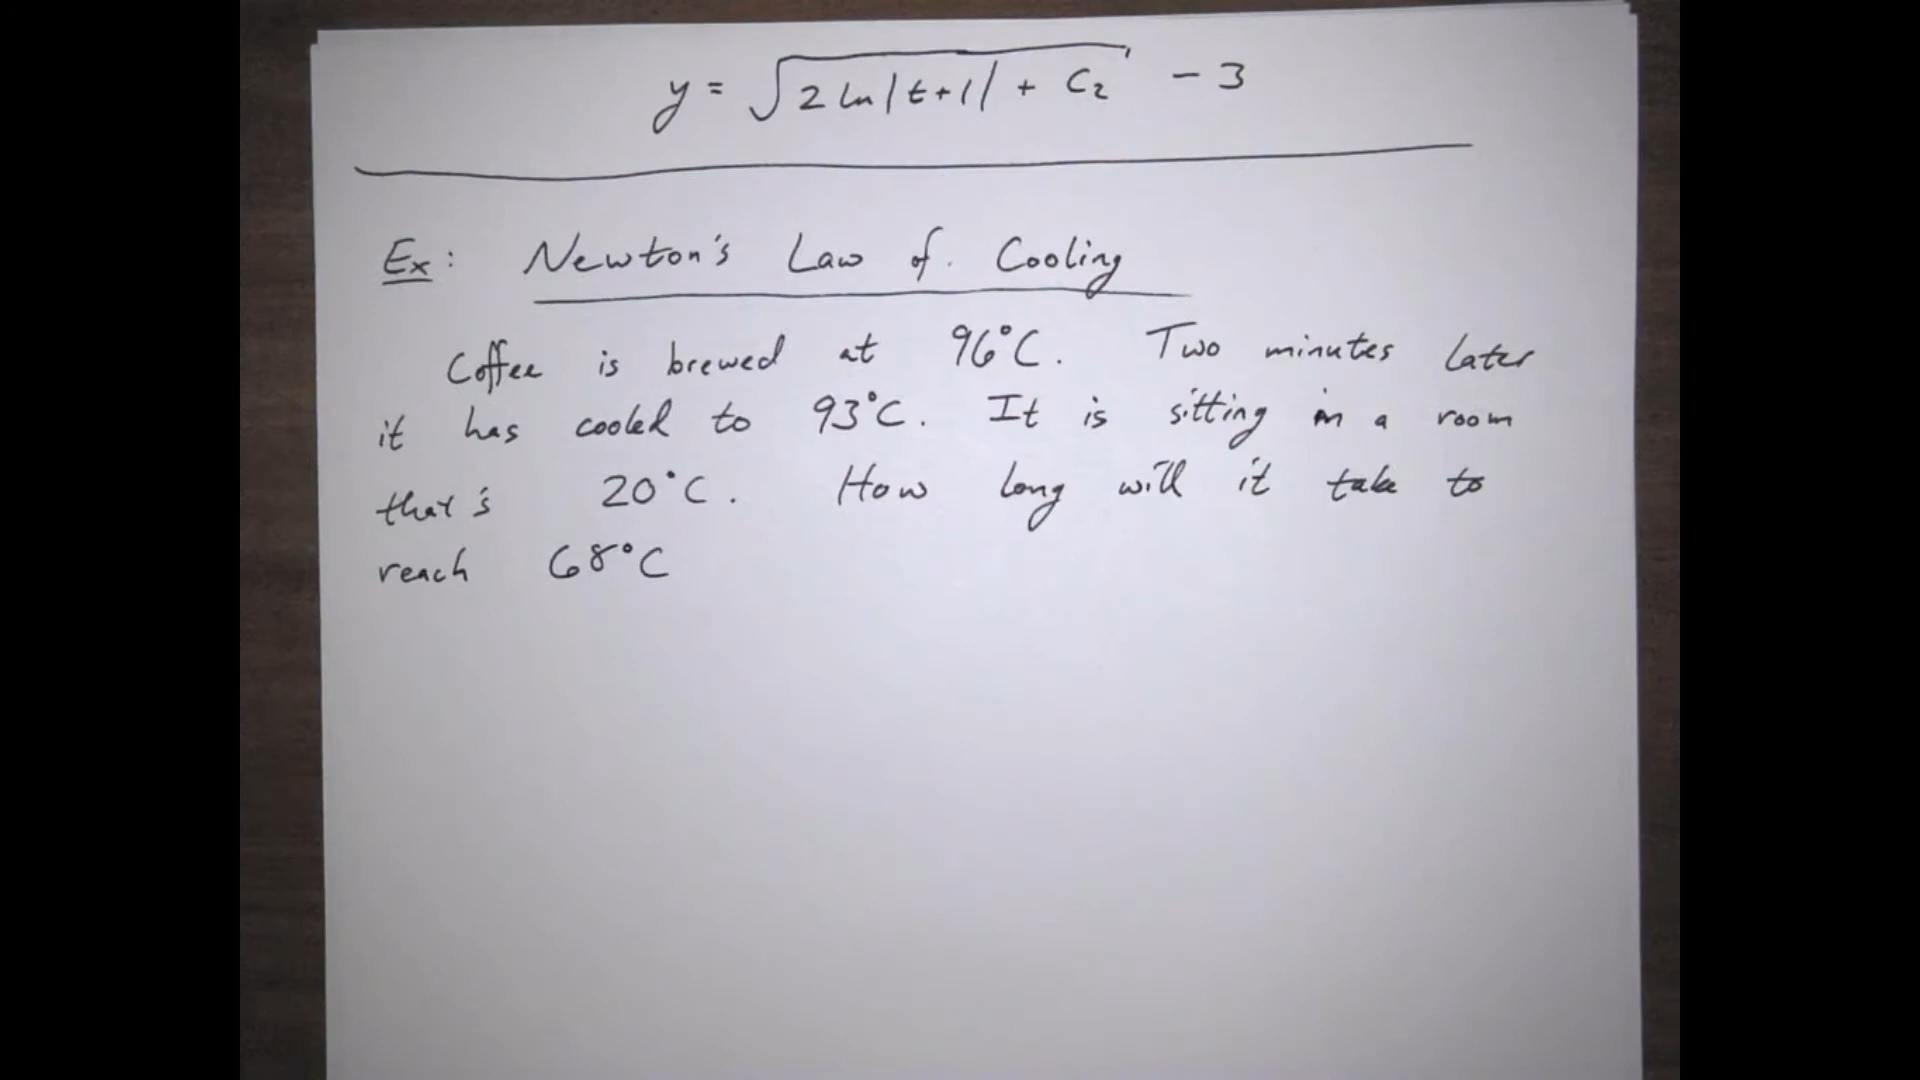 y = √(2 ln|t+1| + C₂) - 3
Ex: Newton's Law of. Cooling
Coffee is brewed at 96°C. Two minutes later
it has cooled to 93°C. It is sitting in a room
that's 20°C. How long will it take to
reach 68°C